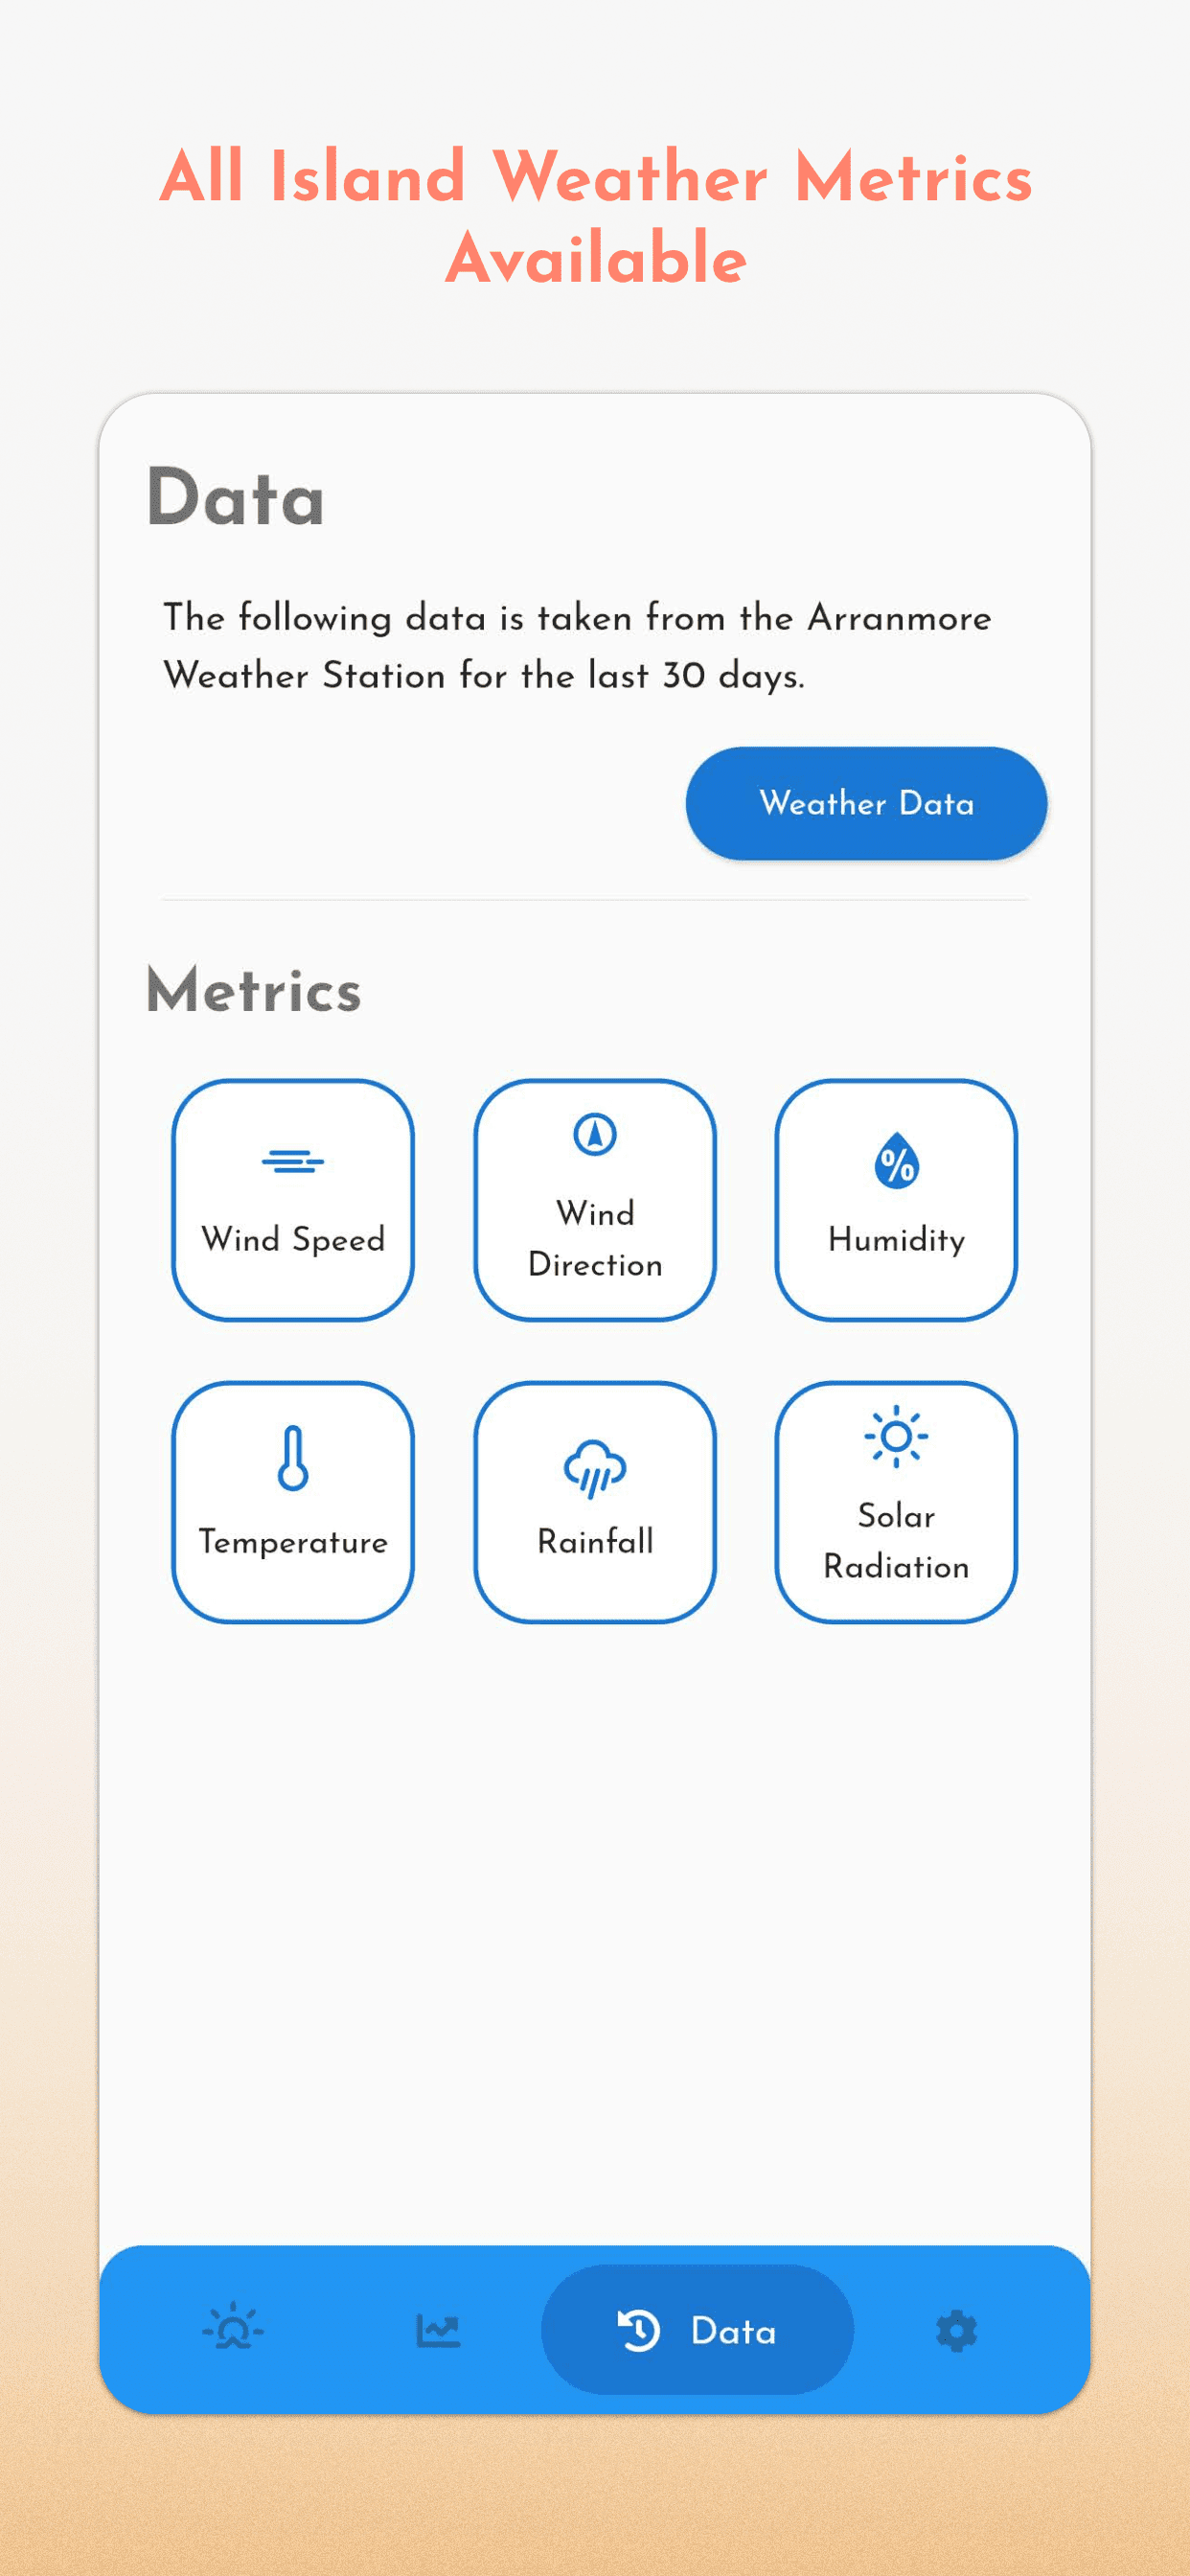 All Island Weather Metrics
Available
Data
The following data is taken from the Arranmore
Weather Station for the last 30 days.
Weather Data
Metrics
Wind Speed
Wind
Direction
%
Humidity
Temperature
Rainfall
Solar
Radiation
Data